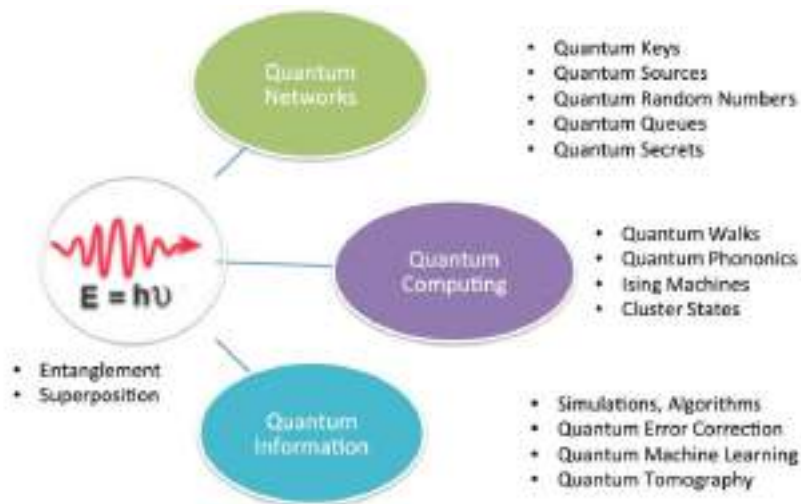 Quantum
Networks
• Quantum Keys
• Quantum Sources
• Quantum Random Numbers
• Quantum Queues
• Quantum Secrets
E = hυ
• Entanglement
• Superposition
Quantum
Computing
• Quantum Walks
• Quantum Phononics
• Ising Machines
• Cluster States
Quantum
Information
• Simulations, Algorithms
• Quantum Error Correction
• Quantum Machine Learning
• Quantum Tomography